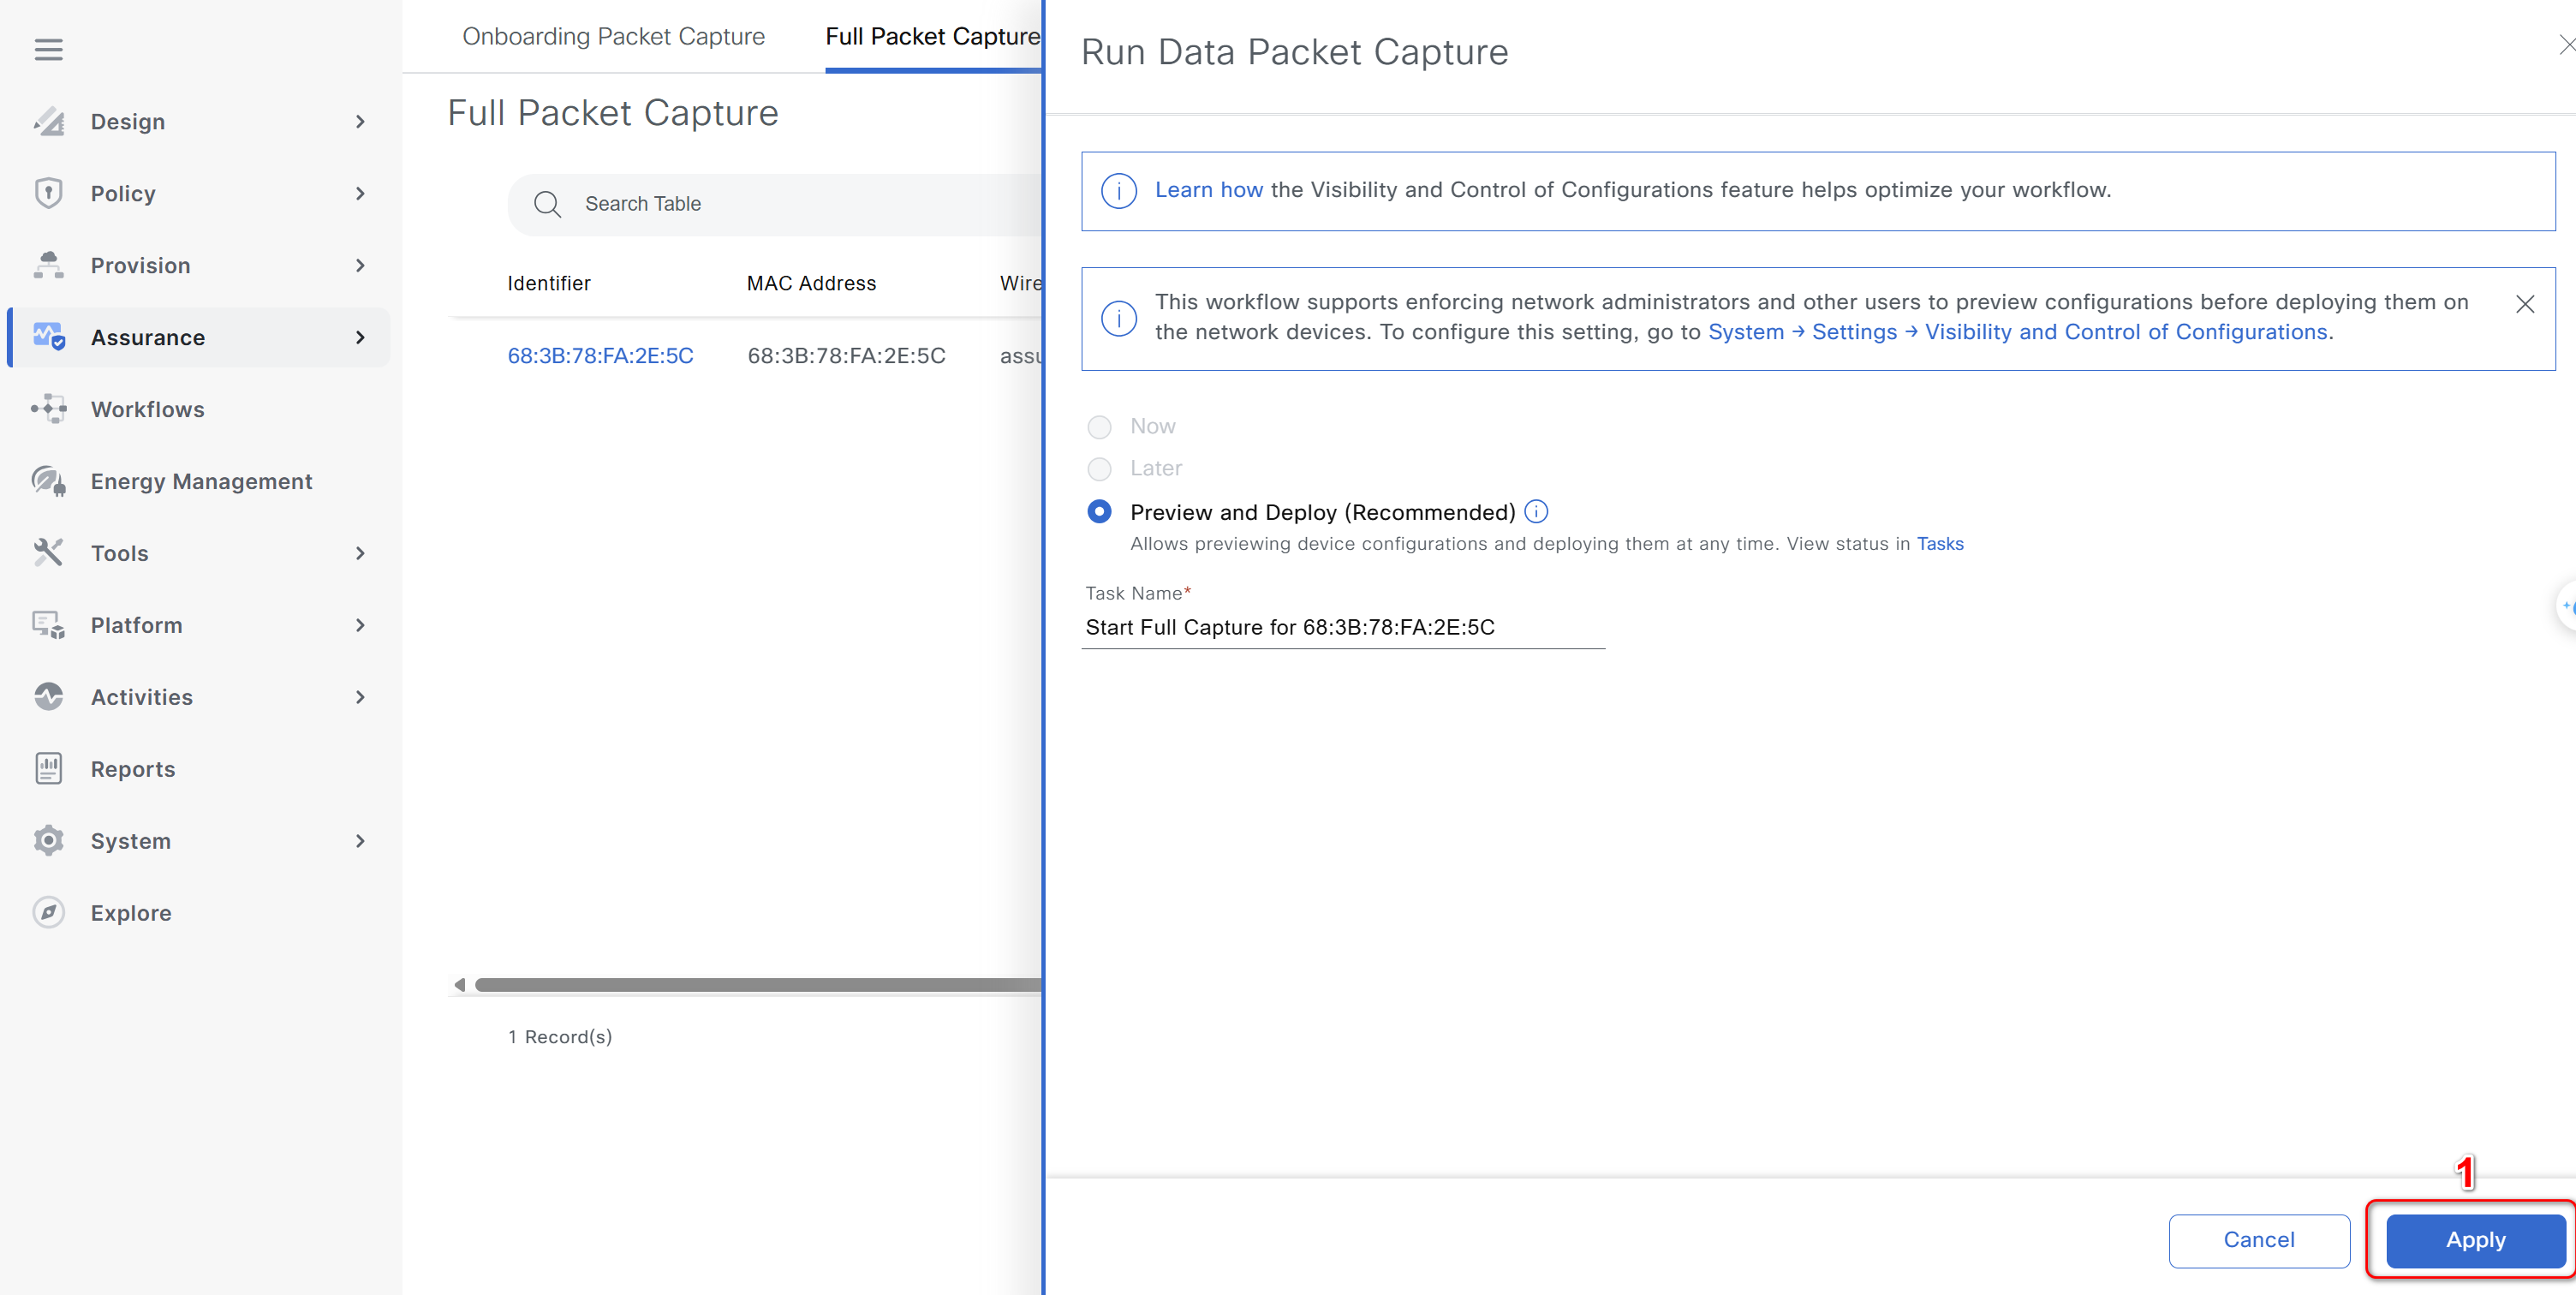 Design
Policy
Provision
Assurance
Workflows
Energy Management
Tools
Platform
Activities
Reports
System
Explore
Onboarding Packet Capture
Full Packet Capture
Full Packet Capture
Search Table
Identifier MAC Address Wire
68:3B:78:FA:2E:5C 68:3B:78:FA:2E:5C assu
1 Record(s)
Run Data Packet Capture
Learn how the Visibility and Control of Configurations feature helps optimize your workflow.
This workflow supports enforcing network administrators and other users to preview configurations before deploying them on
the network devices. To configure this setting, go to System → Settings → Visibility and Control of Configurations.
Now
Later
Preview and Deploy (Recommended)
Allows previewing device configurations and deploying them at any time. View status in Tasks
Task Name*
Start Full Capture for 68:3B:78:FA:2E:5C
1
Cancel
Apply